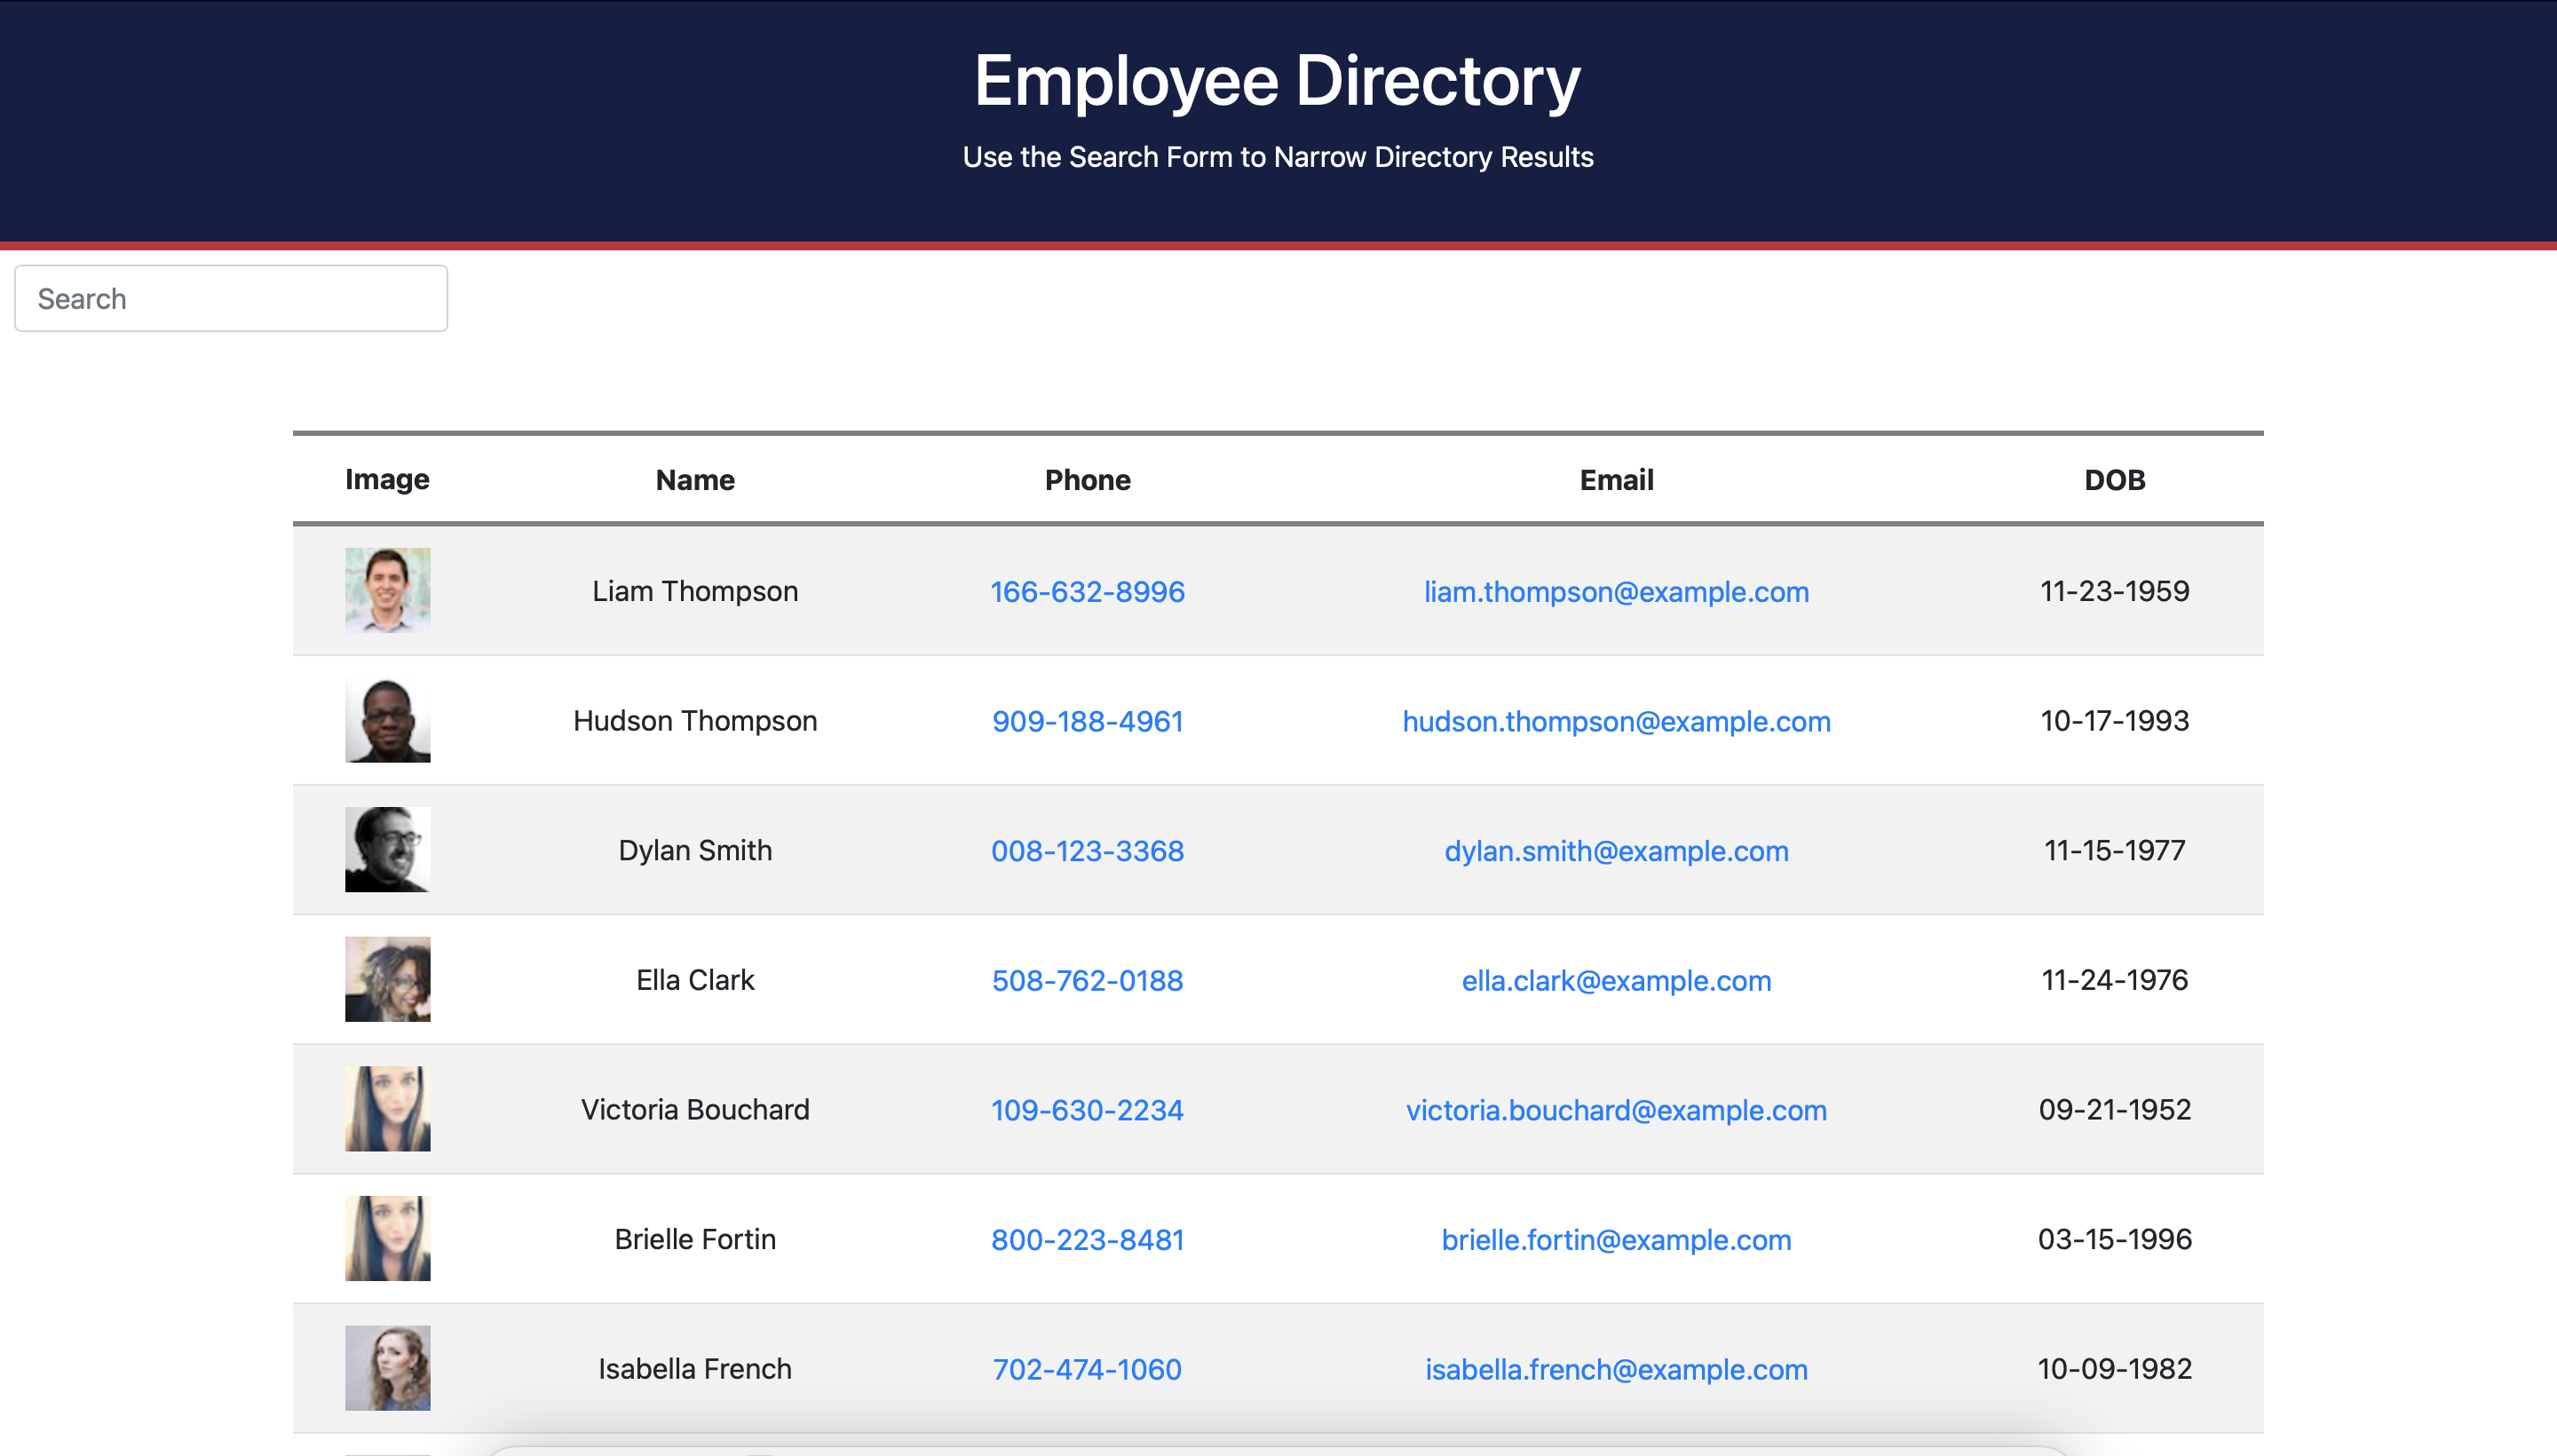 Employee Directory
Use the Search Form to Narrow Directory Results
Search
Image Name Phone Email DOB
Liam Thompson 166-632-8996 liam.thompson@example.com 11-23-1959
Hudson Thompson 909-188-4961 hudson.thompson@example.com 10-17-1993
Dylan Smith 008-123-3368 dylan.smith@example.com 11-15-1977
Ella Clark 508-762-0188 ella.clark@example.com 11-24-1976
Victoria Bouchard 109-630-2234 victoria.bouchard@example.com 09-21-1952
Brielle Fortin 800-223-8481 brielle.fortin@example.com 03-15-1996
Isabella French 702-474-1060 isabella.french@example.com 10-09-1982